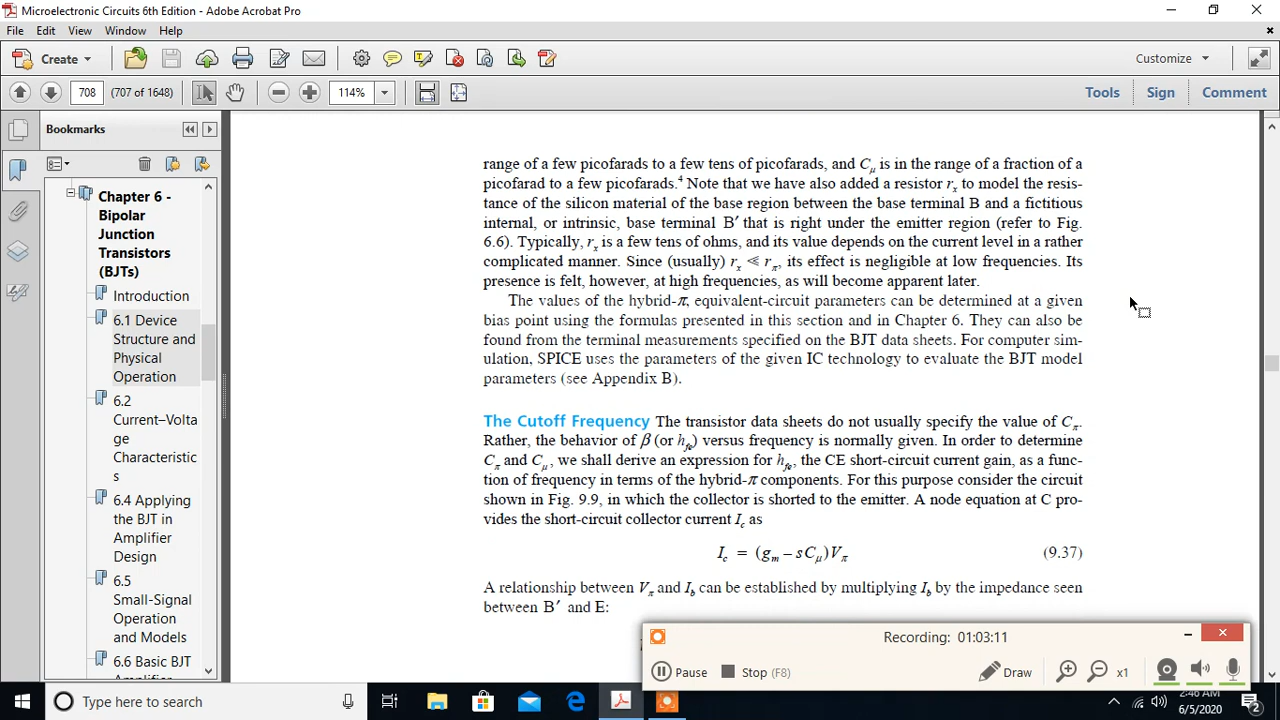 Microelectronic Circuits 6th Edition - Adobe Acrobat Pro
File Edit View Window Help
Create Customize
708 (707 of 1648) 114% Tools Sign Comment
Bookmarks
Chapter 6 -
Bipolar
Junction
Transistors
(BJTs)
Introduction
6.1 Device
Structure and
Physical
Operation
6.2
Current–Volta
ge
Characteristic
s
6.4 Applying
the BJT in
Amplifier
Design
6.5
Small-Signal
Operation
and Models
6.6 Basic BJT
Amplifier
range of a few picofarads to a few tens of picofarads, and Cμ is in the range of a fraction of a
picofarad to a few picofarads.⁴ Note that we have also added a resistor rₓ to model the resis-
tance of the silicon material of the base region between the base terminal B and a fictitious
internal, or intrinsic, base terminal B′ that is right under the emitter region (refer to Fig.
6.6). Typically, rₓ is a few tens of ohms, and its value depends on the current level in a rather
complicated manner. Since (usually) rₓ ≪ rπ, its effect is negligible at low frequencies. Its
presence is felt, however, at high frequencies, as will become apparent later.
The values of the hybrid-π, equivalent-circuit parameters can be determined at a given
bias point using the formulas presented in this section and in Chapter 6. They can also be
found from the terminal measurements specified on the BJT data sheets. For computer sim-
ulation, SPICE uses the parameters of the given IC technology to evaluate the BJT model
parameters (see Appendix B).
The Cutoff Frequency The transistor data sheets do not usually specify the value of Cπ.
Rather, the behavior of β (or hfe) versus frequency is normally given. In order to determine
Cπ and Cμ, we shall derive an expression for hfe, the CE short-circuit current gain, as a func-
tion of frequency in terms of the hybrid-π components. For this purpose consider the circuit
shown in Fig. 9.9, in which the collector is shorted to the emitter. A node equation at C pro-
vides the short-circuit collector current Ic as
Ic = (gm – sCμ)Vπ (9.37)
A relationship between Vπ and Ib can be established by multiplying Ib by the impedance seen
between B′ and E:
Recording: 01:03:11
Pause Stop (F8) Draw x1
Type here to search
2:46 AM
6/5/2020
2